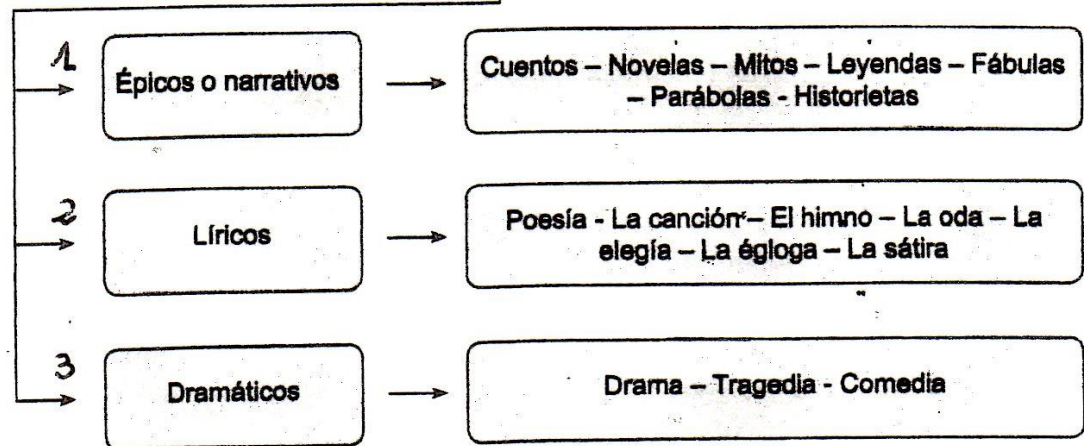 1
Épicos o narrativos
Cuentos – Novelas – Mitos – Leyendas – Fábulas
– Parábolas - Historietas
2
Líricos
Poesía - La canción – El himno – La oda – La
elegía – La égloga – La sátira
3
Dramáticos
Drama – Tragedia - Comedia